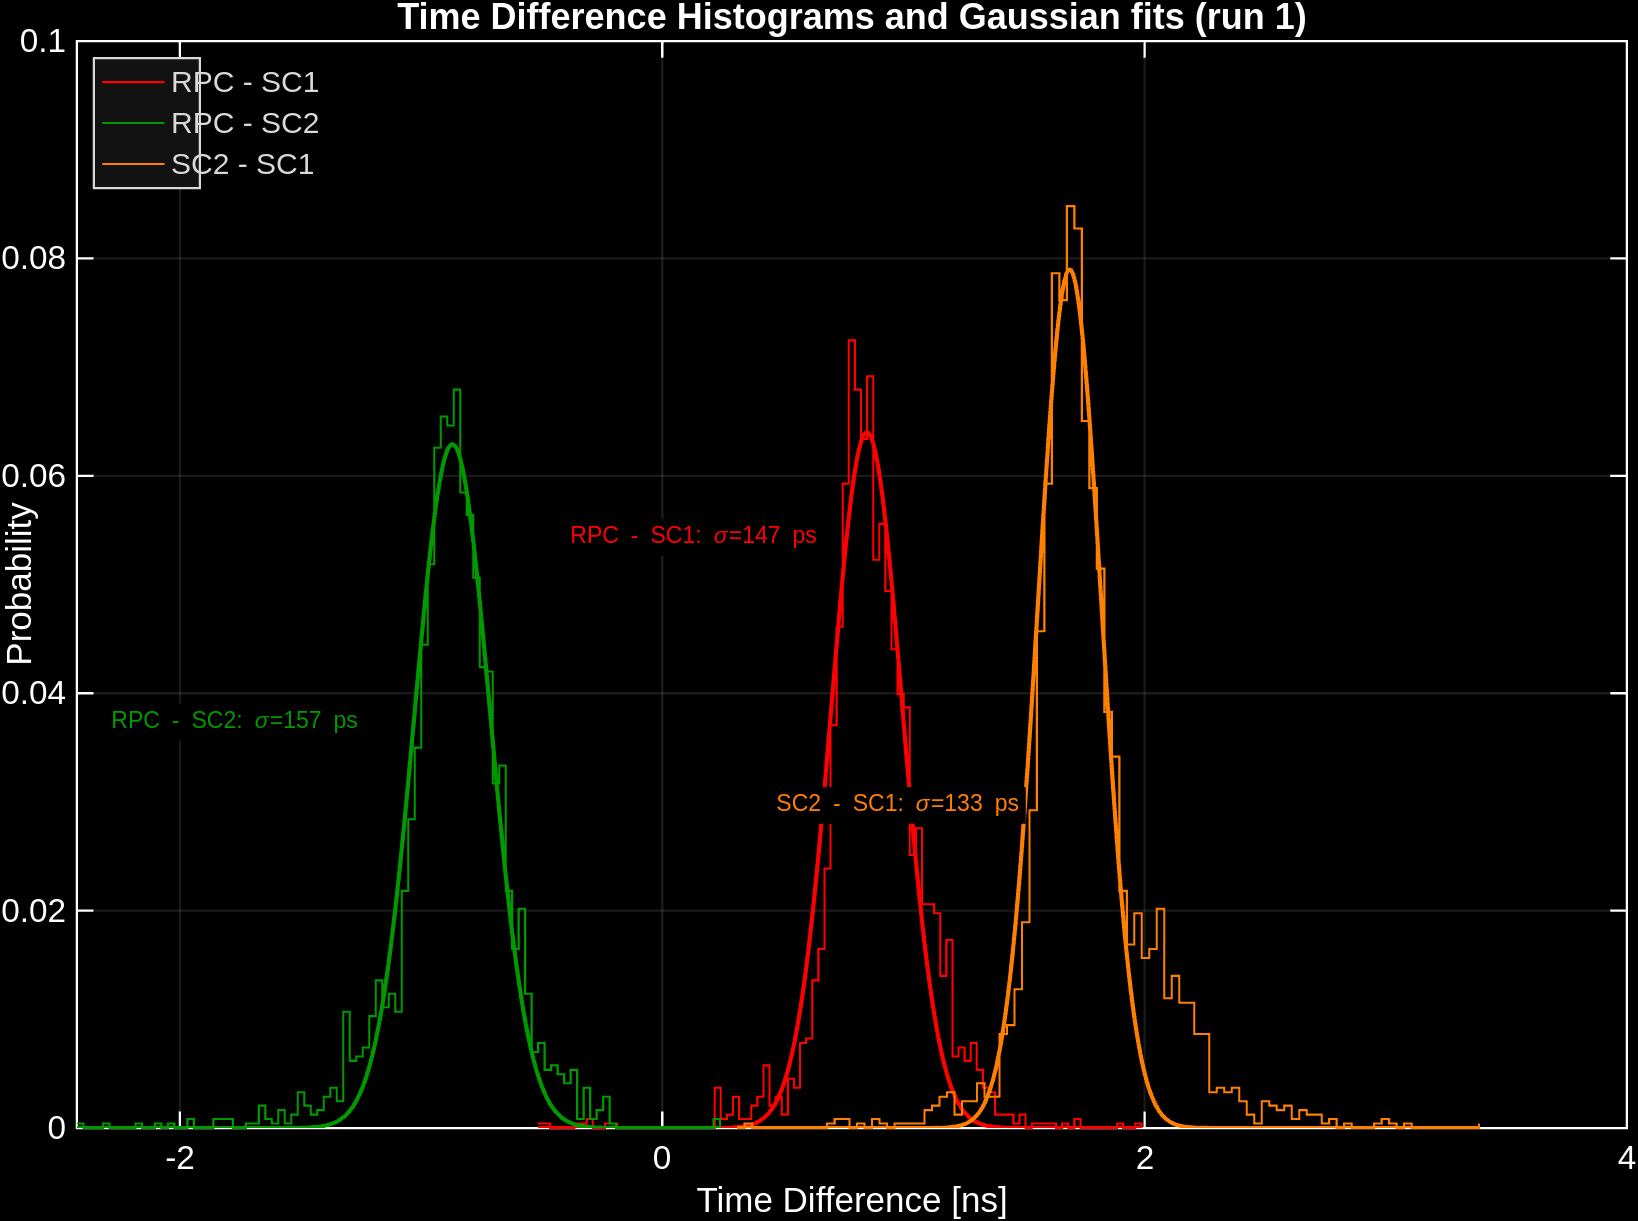 Time Difference Histograms and Gaussian fits (run 1)
0.1
RPC - SC1
RPC - SC2
SC2 - SC1
0.08
0.06
RPC - SC1: σ=147 ps
Probability
0.04
RPC - SC2: σ=157 ps
SC2 - SC1: σ=133 ps
0.02
0
-2 0 2 4
Time Difference [ns]